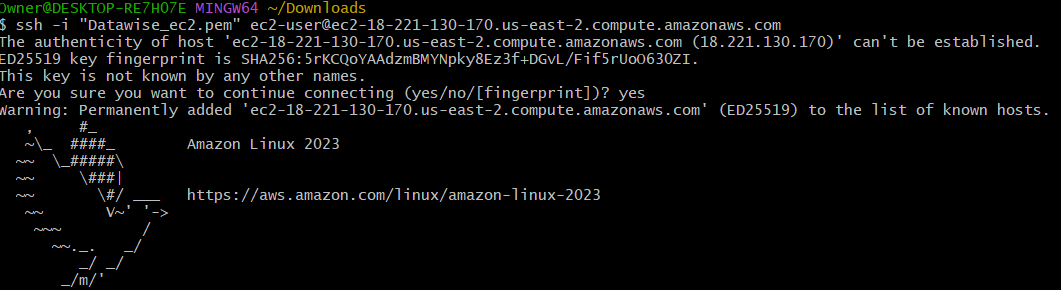 Owner@DESKTOP-RE7HO7E MINGW64 ~/Downloads
$ ssh -i "Datawise_ec2.pem" ec2-user@ec2-18-221-130-170.us-east-2.compute.amazonaws.com
The authenticity of host 'ec2-18-221-130-170.us-east-2.compute.amazonaws.com (18.221.130.170)' can't be established.
ED25519 key fingerprint is SHA256:5rKCQoYAAdzmBMYNpky8Ez3f+DGvL/Fif5rUoO63OZI.
This key is not known by any other names.
Are you sure you want to continue connecting (yes/no/[fingerprint])? yes
Warning: Permanently added 'ec2-18-221-130-170.us-east-2.compute.amazonaws.com' (ED25519) to the list of known hosts.
   ,     #_
   ~\_  ####_        Amazon Linux 2023
  ~~  \_#####\
  ~~     \###|
  ~~       \#/ ___   https://aws.amazon.com/linux/amazon-linux-2023
   ~~       V~' '->
    ~~~         /
      ~~._.   _/
         _/ _/
       _/m/'